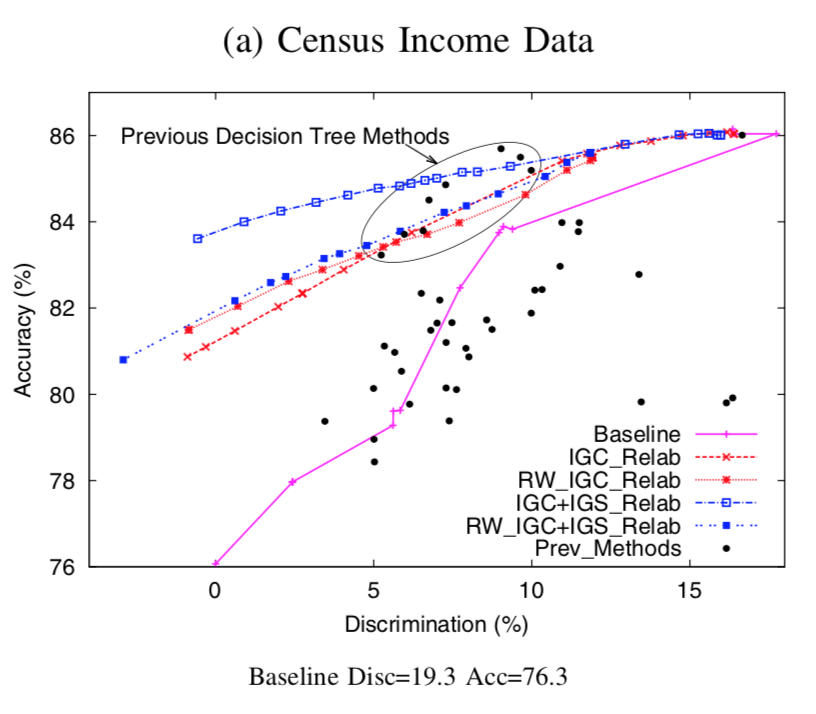 (a) Census Income Data
Previous Decision Tree Methods
86
84
82
80
78
76
Accuracy (%)
0
5
10
15
Discrimination (%)
Baseline
IGC_Relab
RW_IGC_Relab
IGC+IGS_Relab
RW_IGC+IGS_Relab
Prev_Methods
Baseline Disc=19.3 Acc=76.3